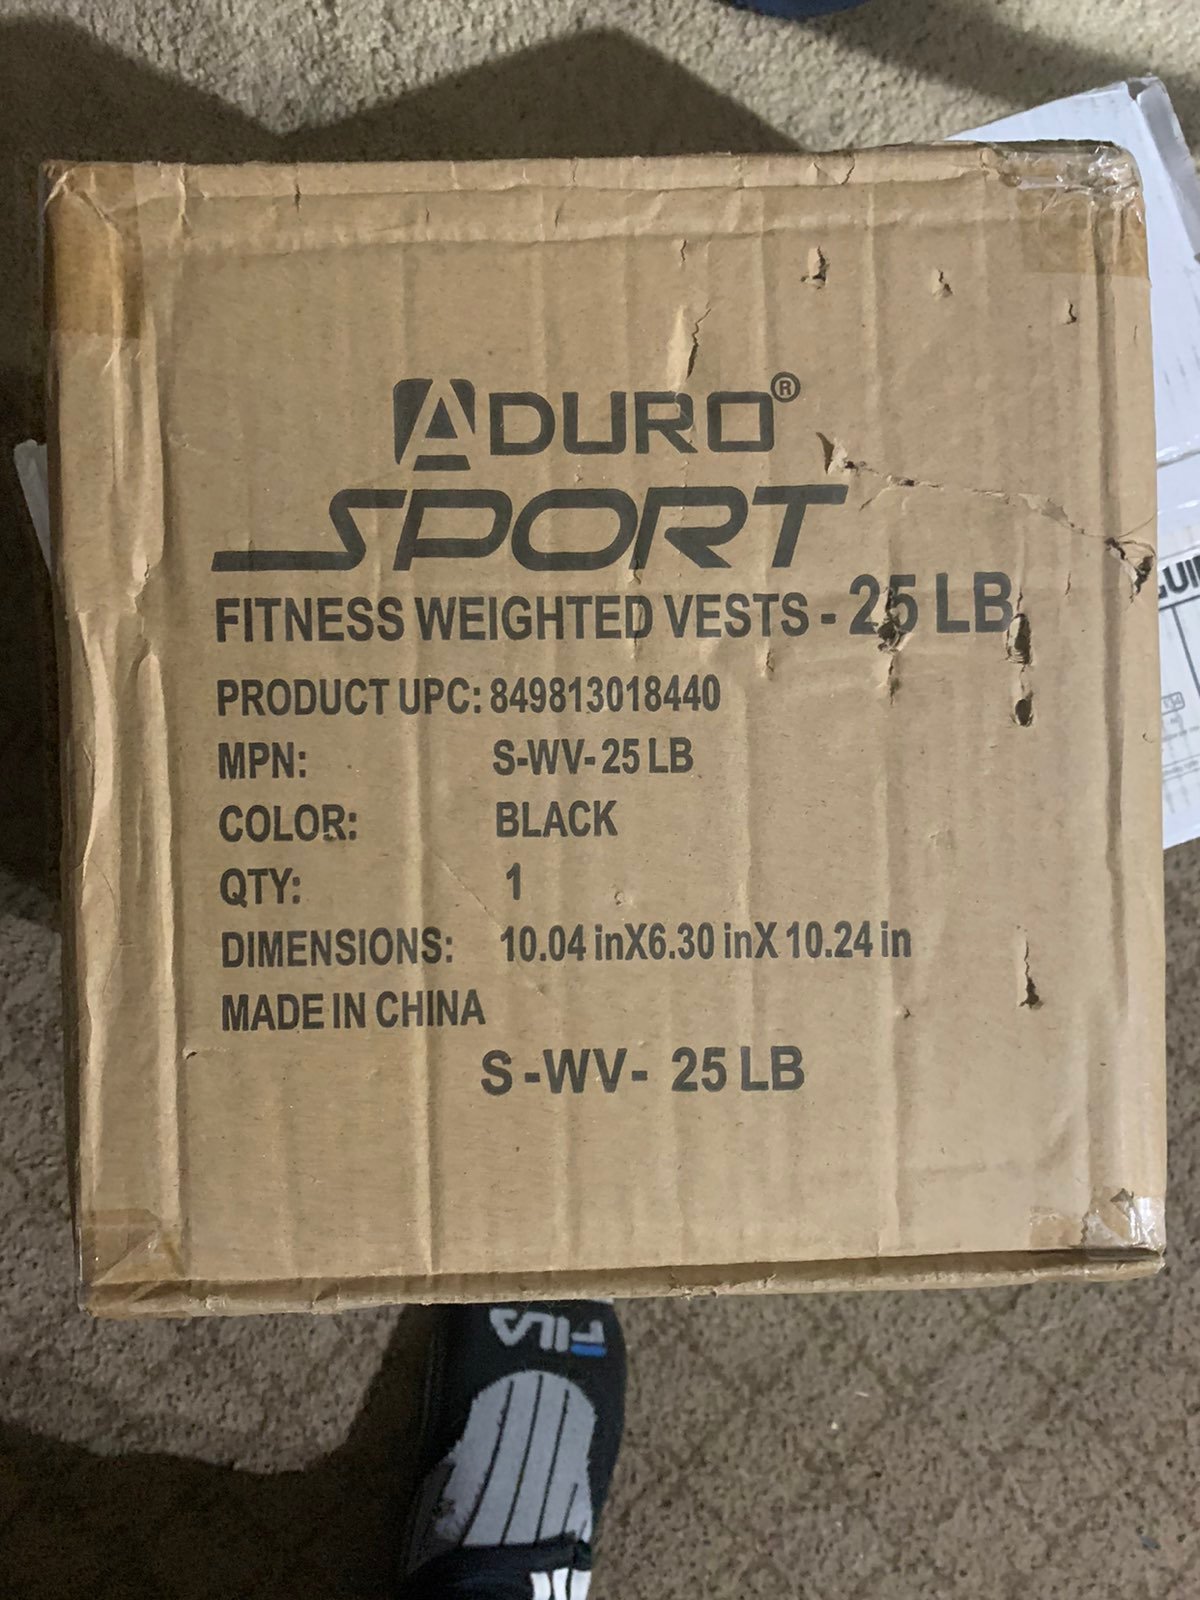 ADURO®
SPORT
FITNESS WEIGHTED VESTS - 25 LB
PRODUCT UPC: 849813018440
MPN: S-WV-25 LB
COLOR: BLACK
QTY: 1
DIMENSIONS: 10.04 inX6.30 inX 10.24 in
MADE IN CHINA
S-WV- 25 LB
FILA